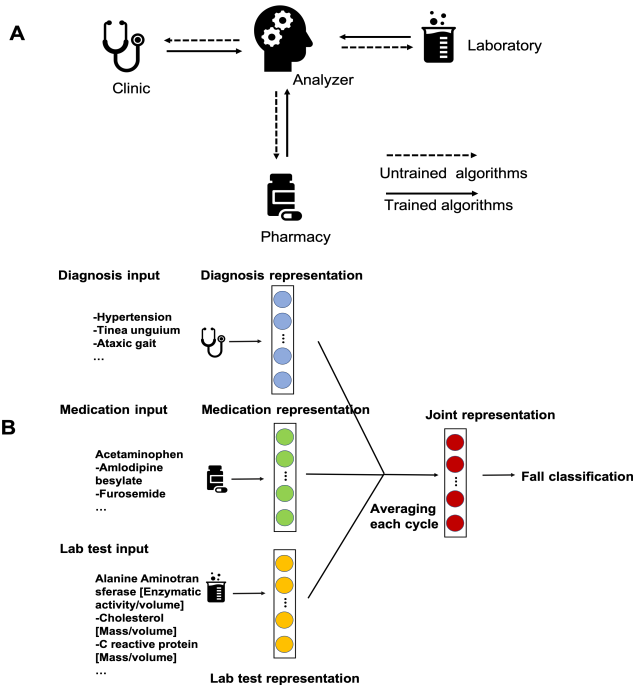 A
Clinic
Analyzer
Laboratory
Untrained algorithms
Trained algorithms
Pharmacy
Diagnosis input
Diagnosis representation
-Hypertension
-Tinea unguium
-Ataxic gait
...
B
Medication input
Medication representation
Joint representation
Acetaminophen
-Amlodipine
besylate
-Furosemide
...
Fall classification
Averaging
each cycle
Lab test input
Alanine Aminotran
sferase [Enzymatic
activity/volume]
-Cholesterol
[Mass/volume]
-C reactive protein
[Mass/volume]
...
Lab test representation